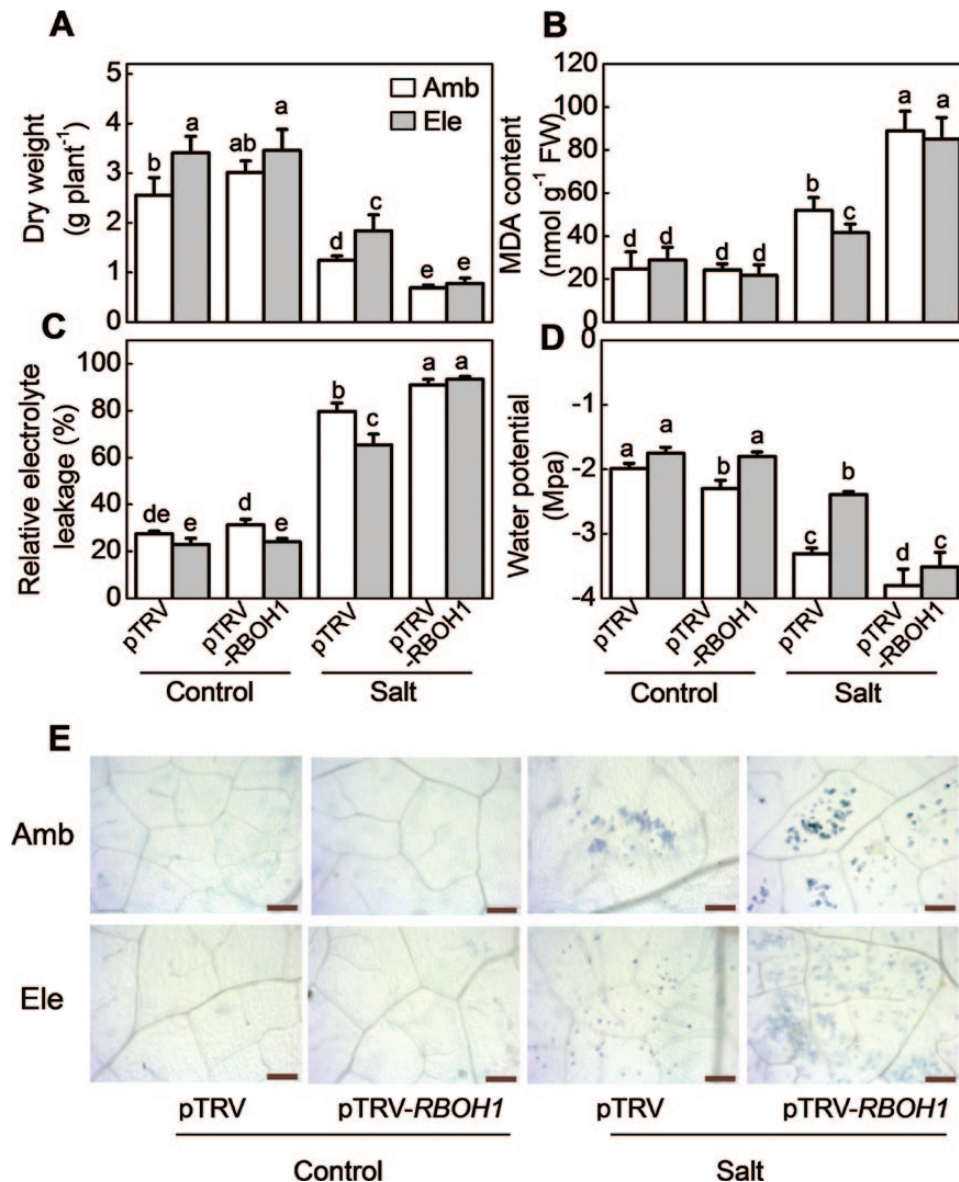 A
B
Dry weight
(g plant⁻¹)
5
4
3
2
1
0
Amb
Ele
b
a
ab
a
d
c
e
e
MDA content
(nmol g⁻¹ FW)
120
100
80
60
40
20
0
d
d
d
d
b
c
a
a
C
D
Relative electrolyte
leakage (%)
100
80
60
40
20
0
de
e
d
e
b
c
a
a
Water potential
(Mpa)
0
-1
-2
-3
-4
a
a
b
a
c
b
d
c
pTRV
pTRV
-RBOH1
pTRV
pTRV
-RBOH1
Control
Salt
pTRV
pTRV
-RBOH1
pTRV
pTRV
-RBOH1
Control
Salt
E
Amb
Ele
pTRV
pTRV-RBOH1
pTRV
pTRV-RBOH1
Control
Salt